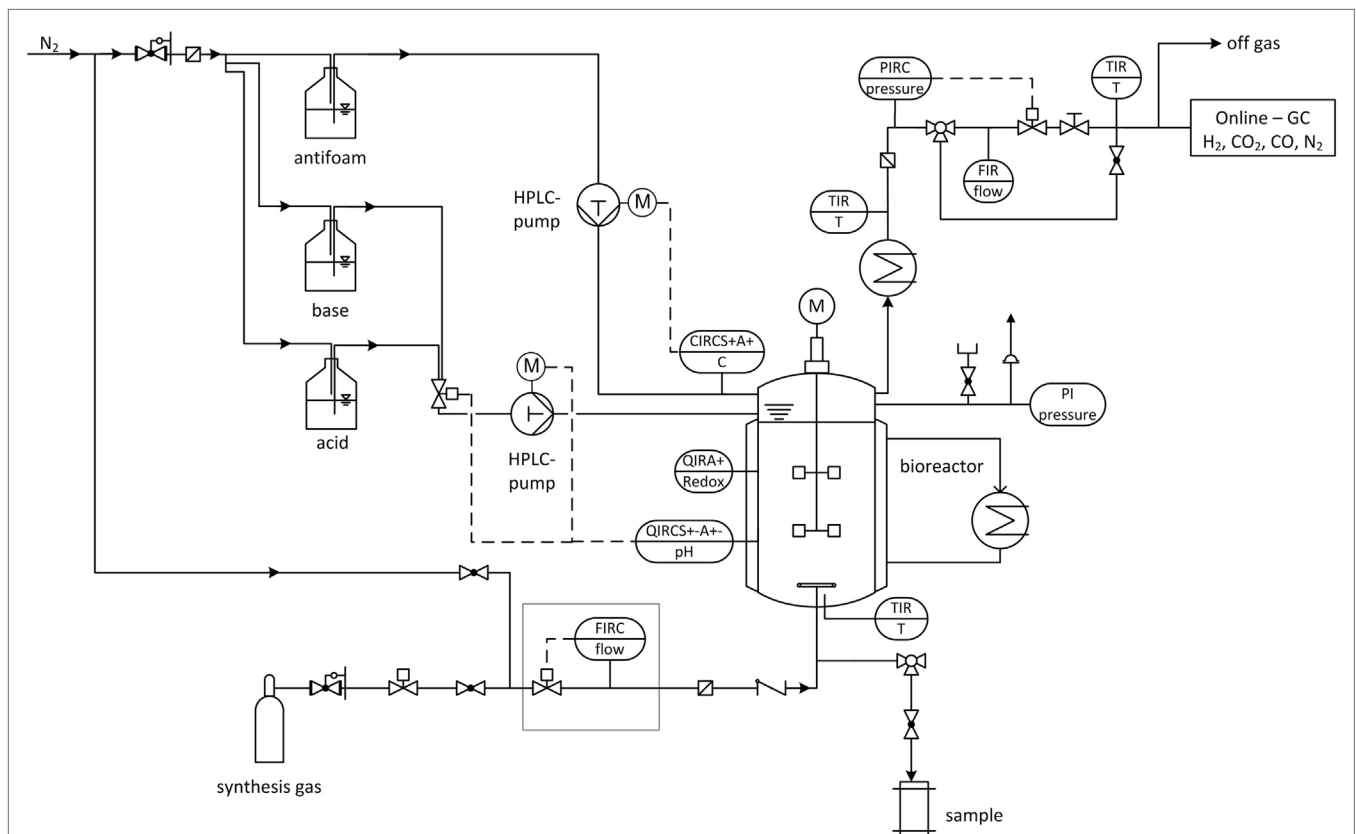 N₂
antifoam
base
acid
HPLC-
pump
M
HPLC-
pump
M
CIRCS+A+
C
QIRA+
Redox
QIRCS+-A+-
pH
M
bioreactor
PI
pressure
TIR
T
PIRC
pressure
FIR
flow
TIR
T
off gas
Online – GC
H₂, CO₂, CO, N₂
TIR
T
FIRC
flow
synthesis gas
sample